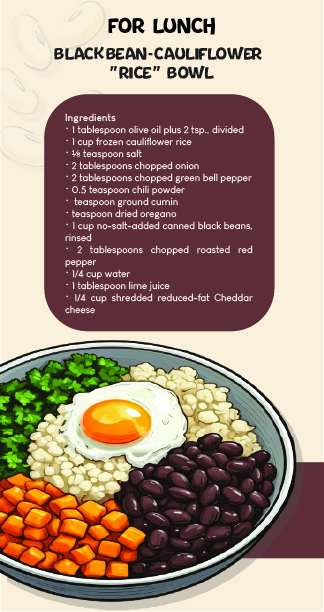 FOR LUNCH
BLACK BEAN-CAULIFLOWER
"RICE" BOWL
Ingredients
· 1 tablespoon olive oil plus 2 tsp., divided
· 1 cup frozen cauliflower rice
· ⅛ teaspoon salt
· 2 tablespoons chopped onion
· 2 tablespoons chopped green bell pepper
· 0.5 teaspoon chili powder
· teaspoon ground cumin
· teaspoon dried oregano
· 1 cup no-salt-added canned black beans,
rinsed
· 2 tablespoons chopped roasted red
pepper
· 1/4 cup water
· 1 tablespoon lime juice
· 1/4 cup shredded reduced-fat Cheddar
cheese